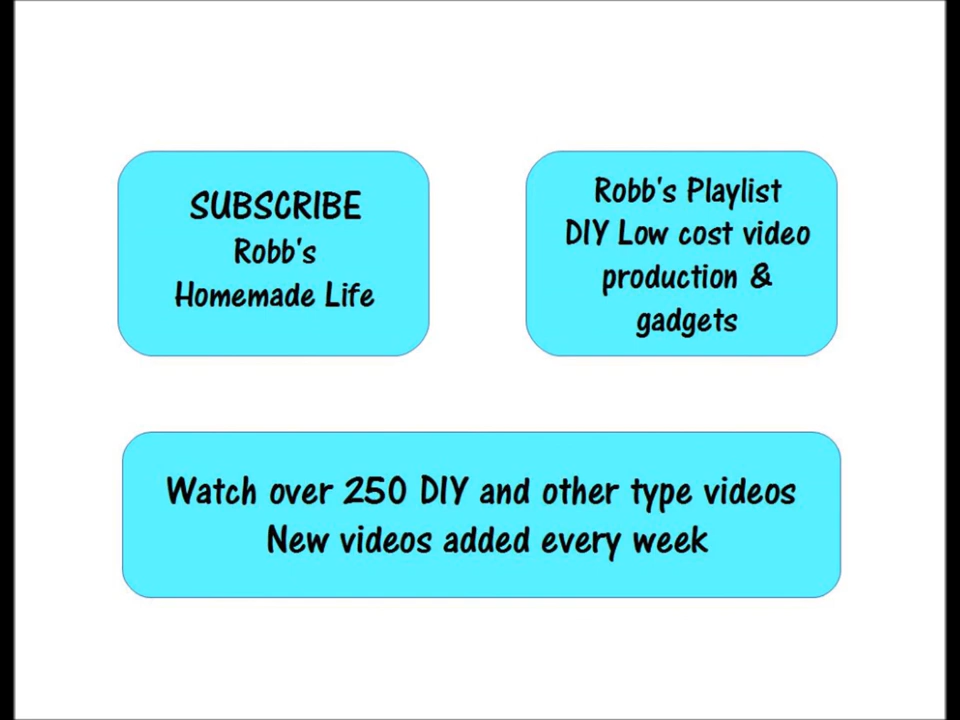 SUBSCRIBE
Robb's
Homemade Life
Robb's Playlist
DIY Low cost video
production &
gadgets
Watch over 250 DIY and other type videos
New videos added every week